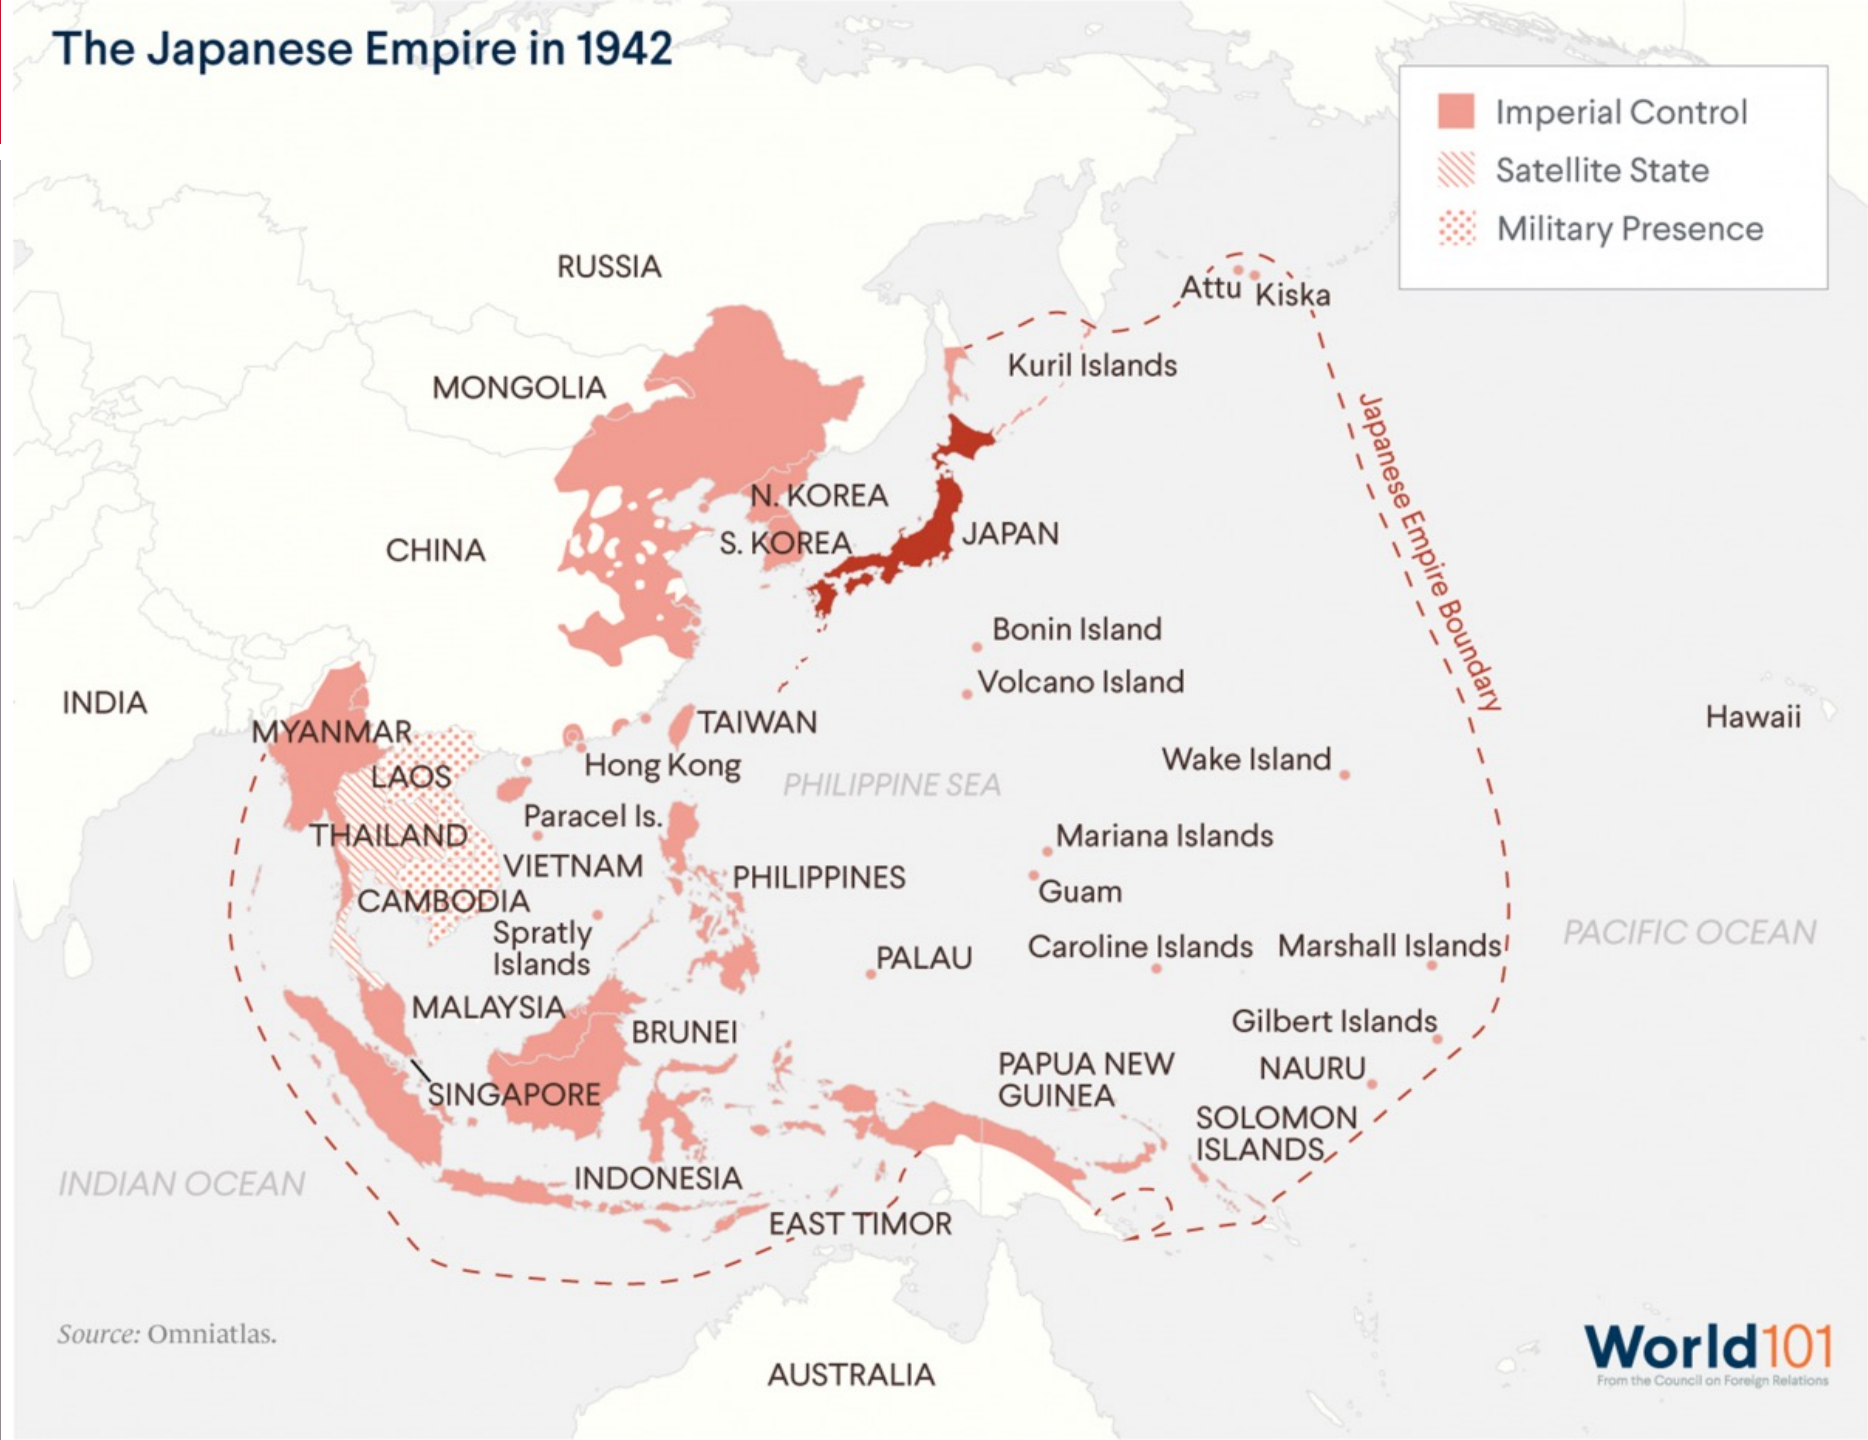 The Japanese Empire in 1942
Imperial Control
Satellite State
Military Presence
RUSSIA
Attu
Kiska
Kuril Islands
MONGOLIA
Japanese Empire Boundary
N. KOREA
JAPAN
S. KOREA
CHINA
Bonin Island
Volcano Island
INDIA
Hawaii
MYANMAR
TAIWAN
Hong Kong
Wake Island
LAOS
PHILIPPINE SEA
Paracel Is.
THAILAND
Mariana Islands
VIETNAM
PHILIPPINES
Guam
CAMBODIA
Spratly
Islands
PACIFIC OCEAN
Caroline Islands
Marshall Islands
PALAU
MALAYSIA
BRUNEI
Gilbert Islands
PAPUA NEW
GUINEA
NAURU
SINGAPORE
SOLOMON
ISLANDS
INDONESIA
INDIAN OCEAN
EAST TIMOR
Source: Omniatlas.
AUSTRALIA
World101
From the Council on Foreign Relations